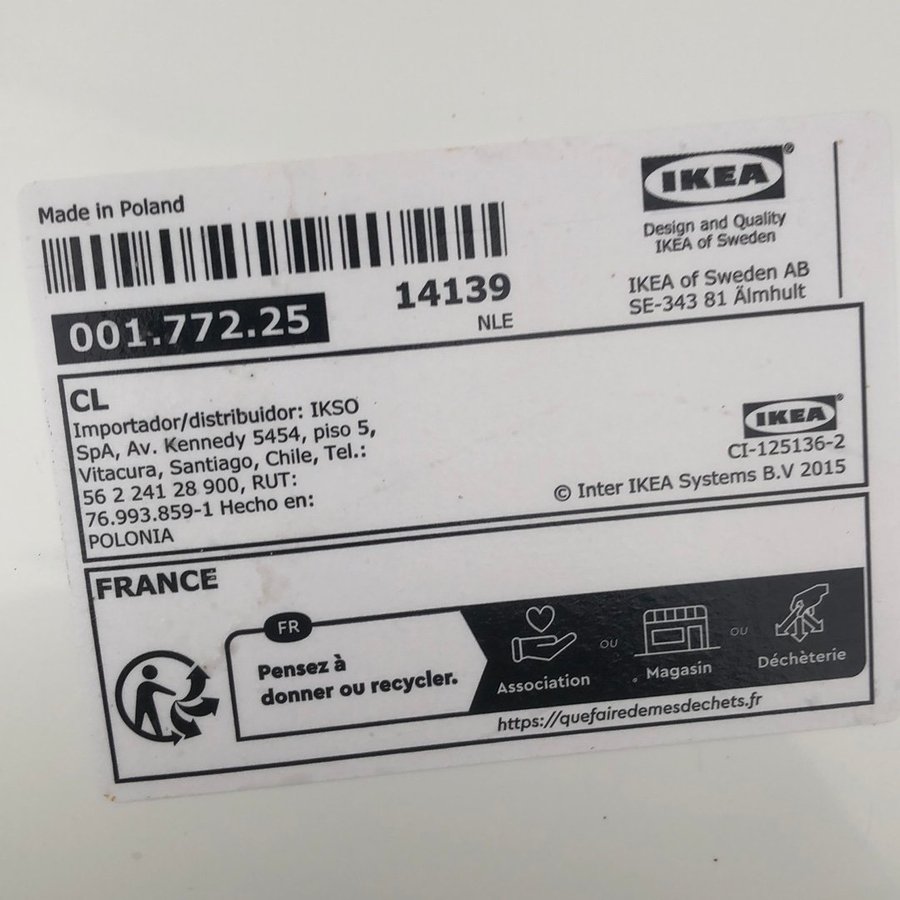 Made in Poland
001.772.25
14139
NLE
IKEA®
Design and Quality
IKEA of Sweden
IKEA of Sweden AB
SE-343 81 Älmhult
CL
Importador/distribuidor: IKSO
SpA, Av. Kennedy 5454, piso 5,
Vitacura, Santiago, Chile, Tel.:
56 2 241 28 900, RUT:
76.993.859-1 Hecho en:
POLONIA
IKEA®
CI-125136-2
© Inter IKEA Systems B.V 2015
FRANCE
FR
Pensez à
donner ou recycler.
Association
OU
Magasin
OU
Déchèterie
https://quefairedemesdechets.fr